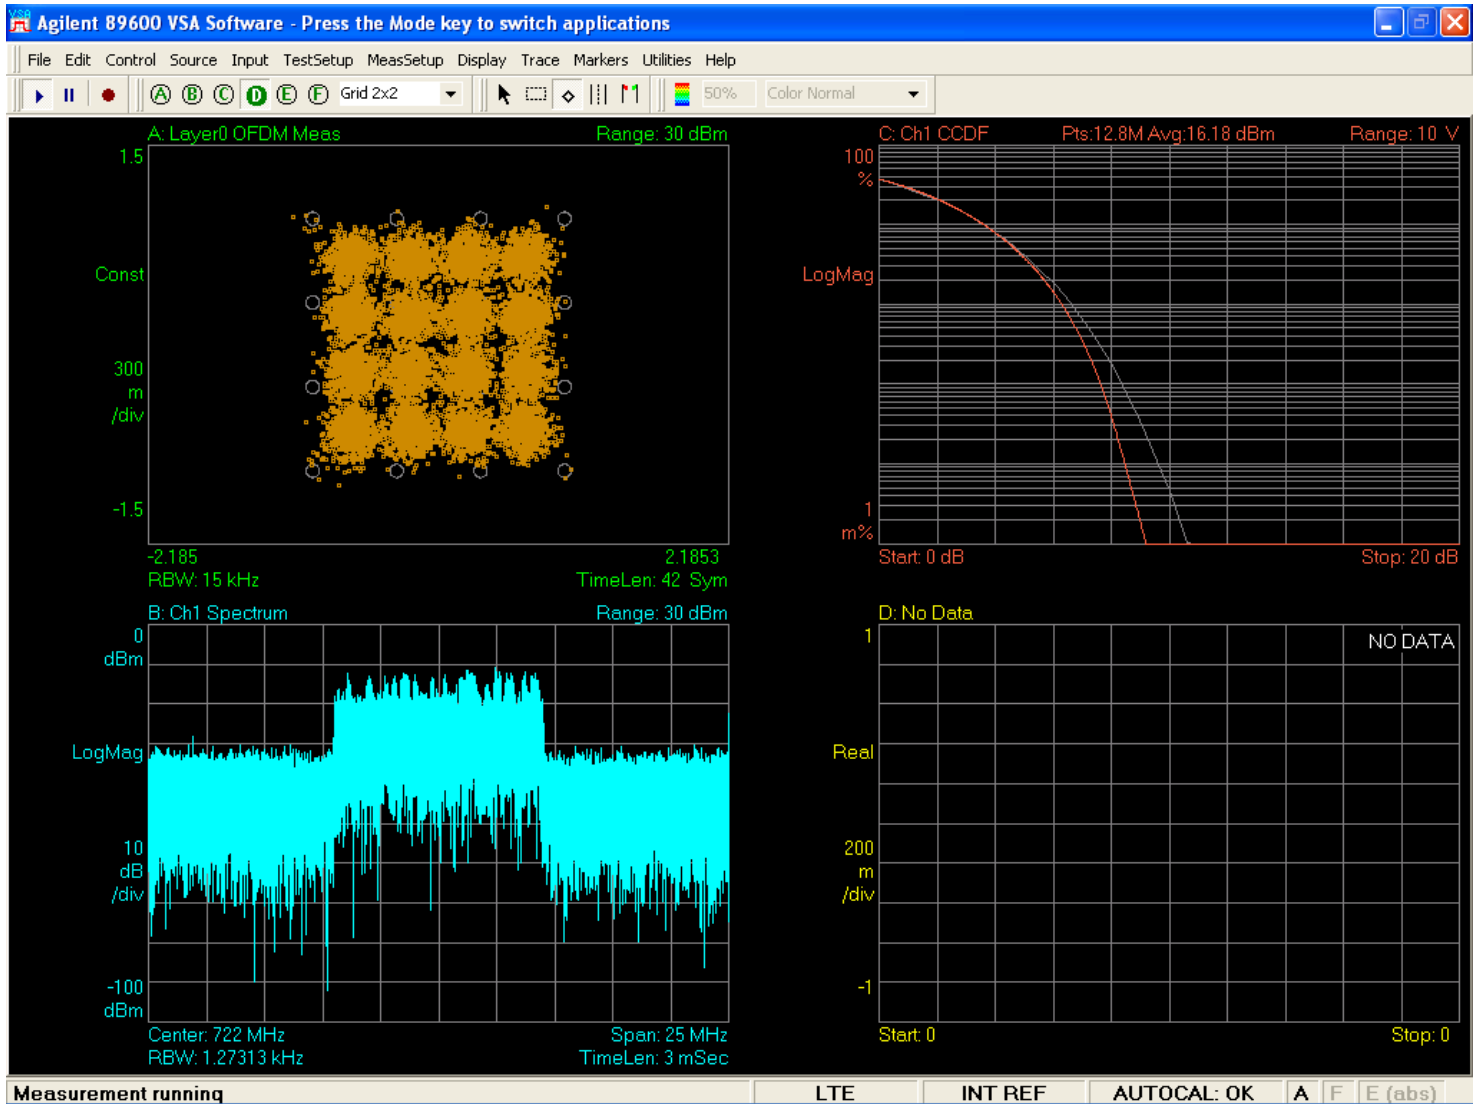 Agilent 89600 VSA Software - Press the Mode key to switch applications
File Edit Control Source Input TestSetup MeasSetup Display Trace Markers Utilities Help
A B C D E F Grid 2x2 50% Color Normal
A: Layer0 OFDM Meas Range: 30 dBm
1.5
Const
300
m
/div
-1.5
-2.185 2.1853
RBW: 15 kHz TimeLen: 42 Sym
C: Ch1 CCDF Pts:12.8M Avg:16.18 dBm Range: 10 V
100
%
LogMag
1
m%
Start: 0 dB Stop: 20 dB
B: Ch1 Spectrum Range: 30 dBm
0
dBm
LogMag
10
dB
/div
-100
dBm
Center: 722 MHz Span: 25 MHz
RBW: 1.27313 kHz TimeLen: 3 mSec
D: No Data
1
NO DATA
Real
200
m
/div
-1
Start: 0 Stop: 0
Measurement running LTE INT REF AUTOCAL: OK A F E (abs)